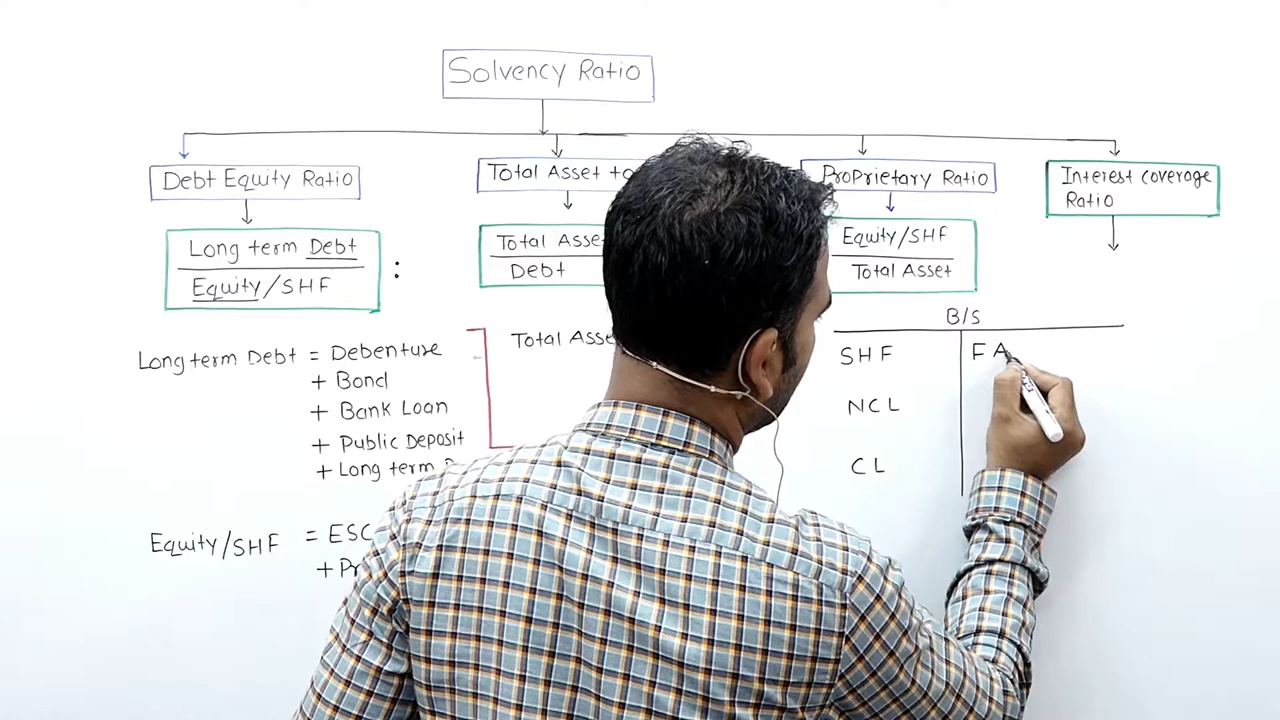 Solvency Ratio
Debt Equity Ratio
Long term Debt
Equity/SHF
:
Long term Debt = Debenture
+ Bond
+ Bank Loan
+ Public Deposit
+ Long term
Equity/SHF = ESC
+
Total Asset to
Total Asset
Debt
Total Asset
Proprietary Ratio
Equity/SHF
Total Asset
B/S
SHF
NCL
CL
FA
Interest coverage
Ratio